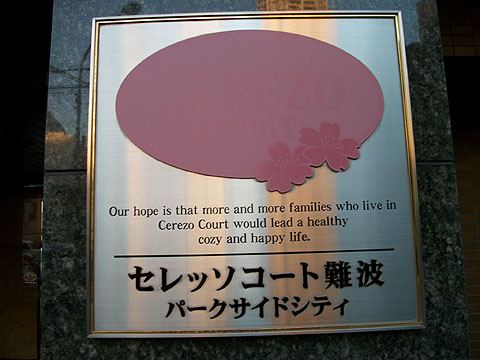 CEREZO
COURT
Our hope is that more and more families who live in
Cerezo Court would lead a healthy
cozy and happy life.
セレッソコート難波
パークサイドシティ